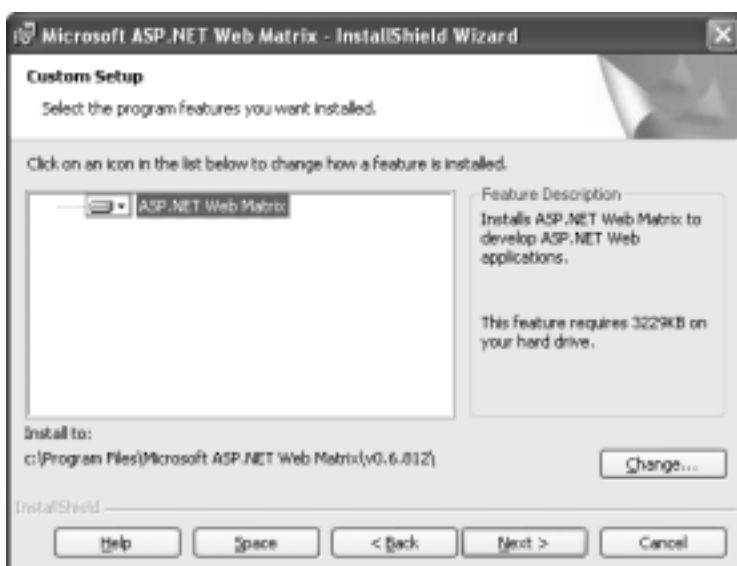 Microsoft ASP.NET Web Matrix - InstallShield Wizard
Custom Setup
Select the program features you want installed.
Click on an icon in the list below to change how a feature is installed.
ASP.NET Web Matrix
Feature Description
Installs ASP.NET Web Matrix to
develop ASP.NET Web
applications.
This feature requires 3229KB on
your hard drive.
Install to:
c:\Program Files\Microsoft ASP.NET Web Matrix\v0.6.812\
Change...
InstallShield
Help
Space
< Back
Next >
Cancel